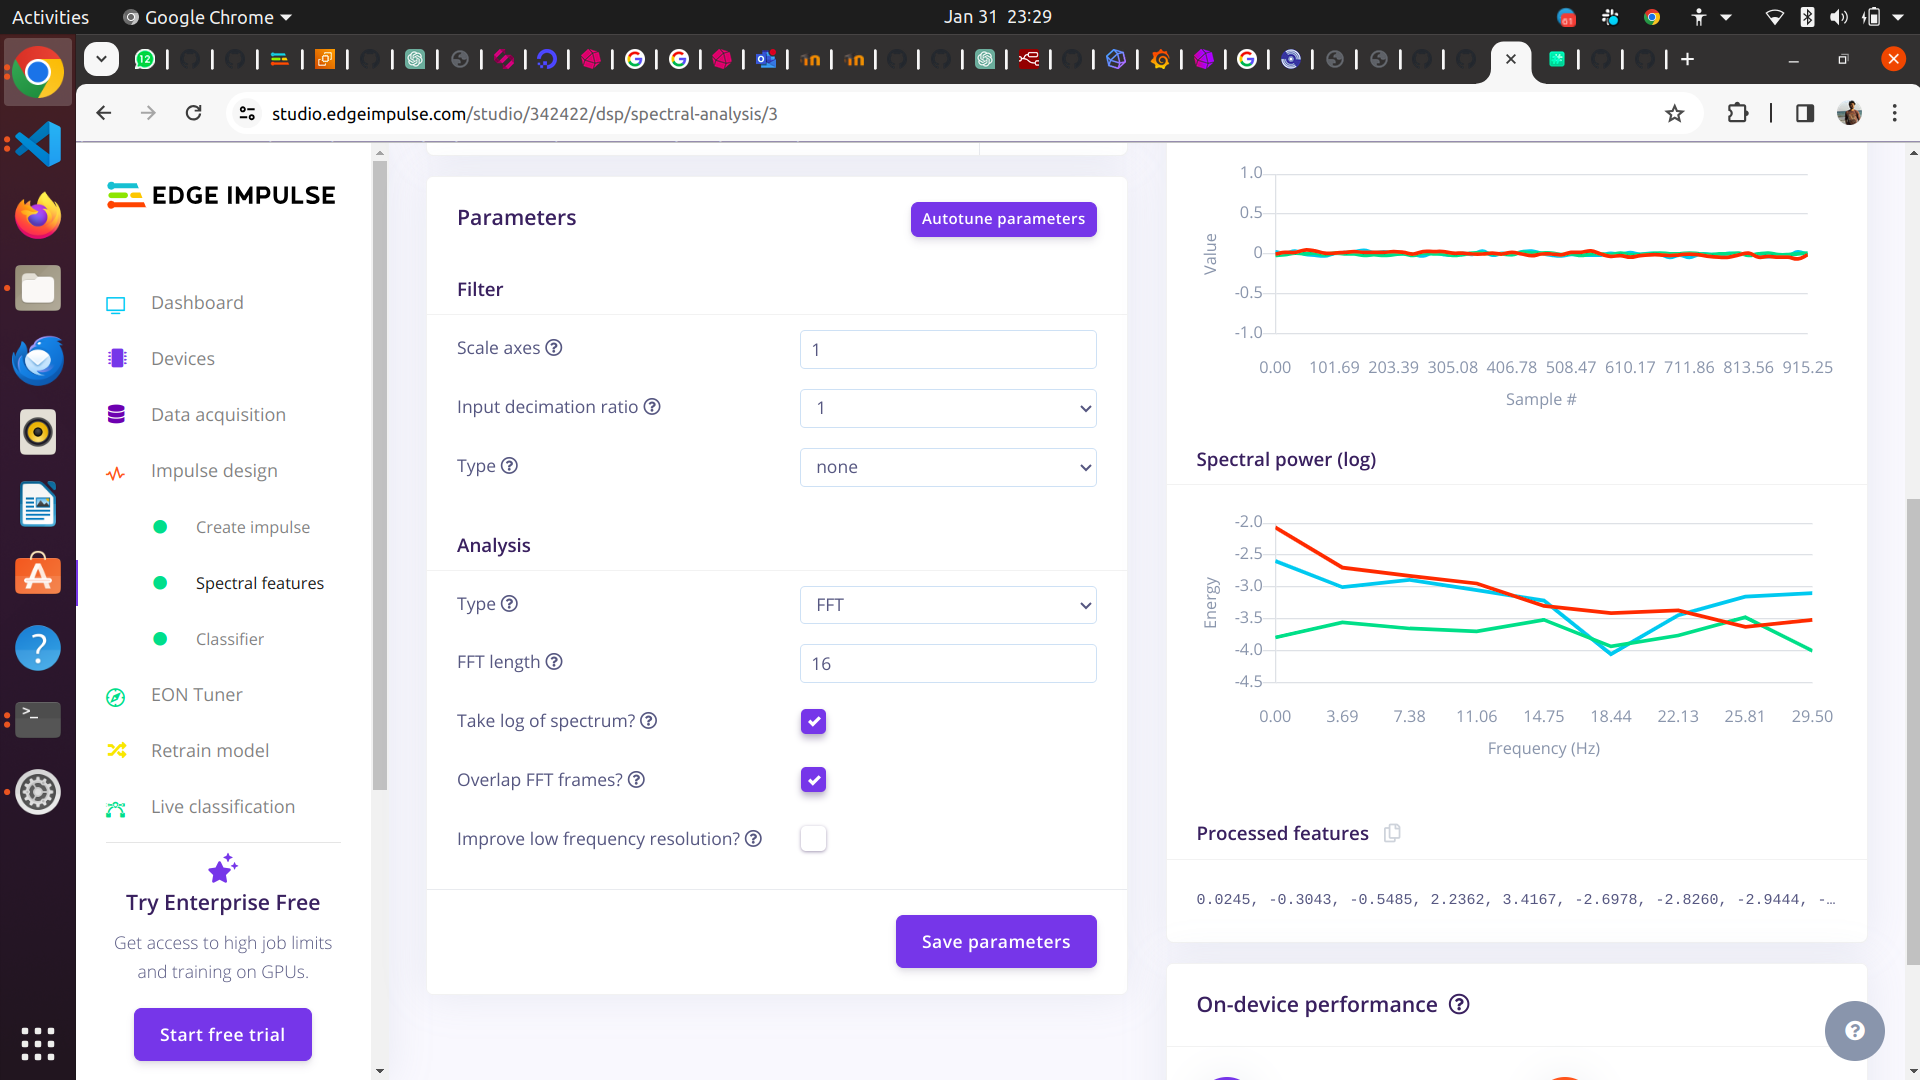 Activities
Google Chrome
Jan 31 23:29
studio.edgeimpulse.com/studio/342422/dsp/spectral-analysis/3
EDGE IMPULSE
Dashboard
Devices
Data acquisition
Impulse design
Create impulse
Spectral features
Classifier
EON Tuner
Retrain model
Live classification
Try Enterprise Free
Get access to high job limits
and training on GPUs.
Start free trial
Parameters
Autotune parameters
Filter
Scale axes
1
Input decimation ratio
1
Type
none
Analysis
Type
FFT
FFT length
16
Take log of spectrum?
Overlap FFT frames?
Improve low frequency resolution?
Save parameters
1.0
0.5
0
-0.5
-1.0
Value
0.00 101.69 203.39 305.08 406.78 508.47 610.17 711.86 813.56 915.25
Sample #
Spectral power (log)
-2.0
-2.5
-3.0
-3.5
-4.0
-4.5
Energy
0.00 3.69 7.38 11.06 14.75 18.44 22.13 25.81 29.50
Frequency (Hz)
Processed features
0.0245, -0.3043, -0.5485, 2.2362, 3.4167, -2.6978, -2.8260, -2.9444, -…
On-device performance